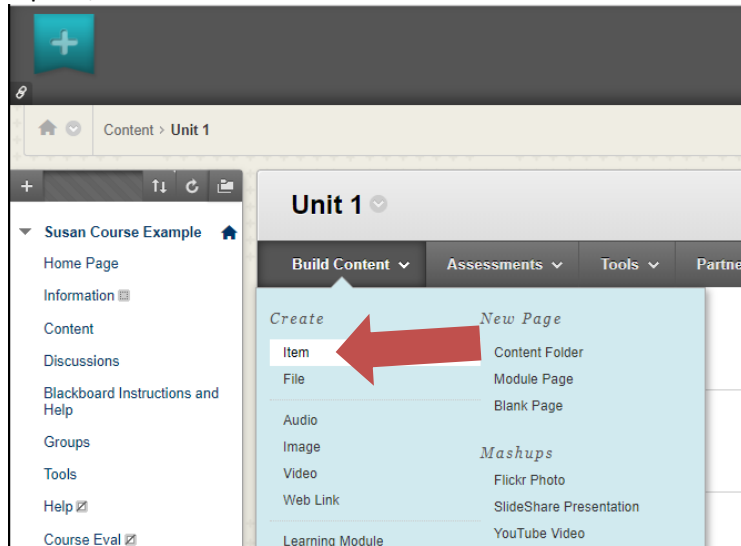 Content > Unit 1
Susan Course Example
Home Page
Information
Content
Discussions
Blackboard Instructions and
Help
Groups
Tools
Help
Course Eval
Unit 1
Build Content Assessments Tools Partne
Create
Item
File
Audio
Image
Video
Web Link
Learning Module
New Page
Content Folder
Module Page
Blank Page
Mashups
Flickr Photo
SlideShare Presentation
YouTube Video